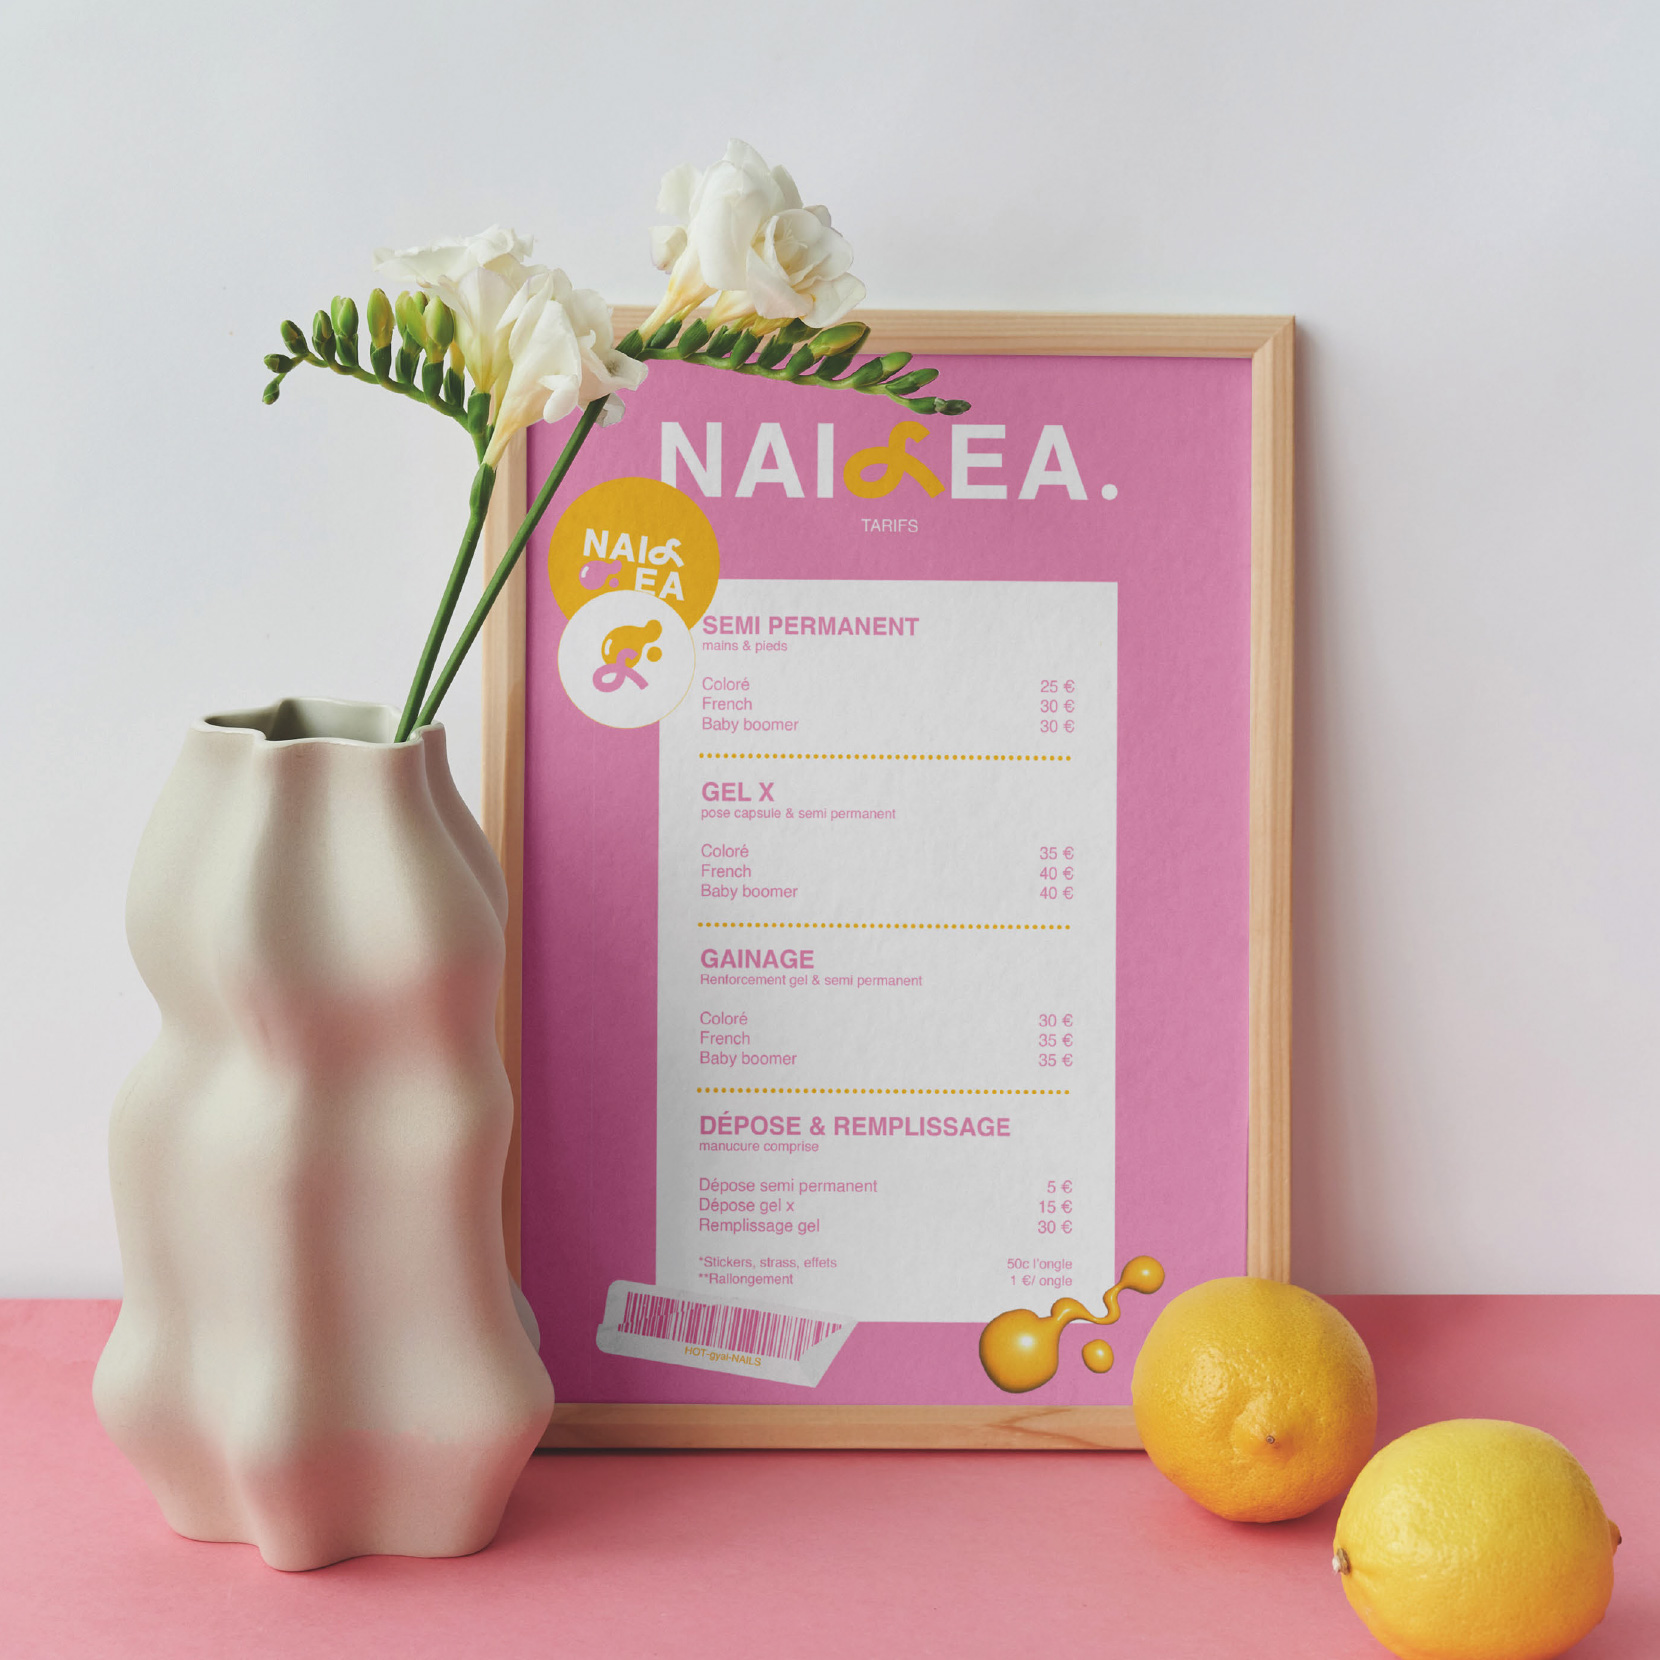 NAILEA.
TARIFS
NAIL
EA
SEMI PERMANENT
mains & pieds
Coloré 25 €
French 30 €
Baby boomer 30 €
GEL X
pose capsule & semi permanent
Coloré 35 €
French 40 €
Baby boomer 40 €
GAINAGE
Renforcement gel & semi permanent
Coloré 30 €
French 35 €
Baby boomer 35 €
DÉPOSE & REMPLISSAGE
manucure comprise
Dépose semi permanent 5 €
Dépose gel x 15 €
Remplissage gel 30 €
*Stickers, strass, effets 50c l'ongle
**Rallongement 1 €/ ongle
HOT-gyal-NAILS